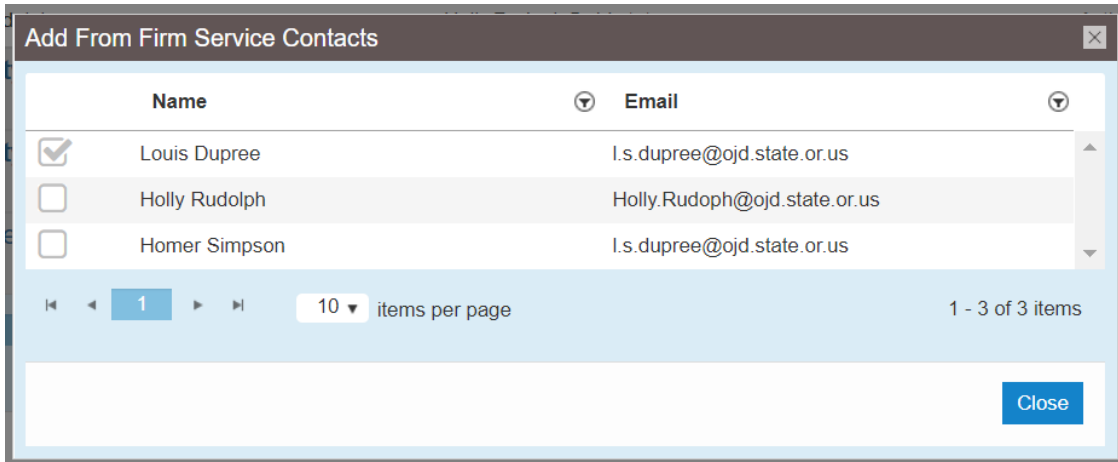 Add From Firm Service Contacts
Name Email
Louis Dupree l.s.dupree@ojd.state.or.us
Holly Rudolph Holly.Rudoph@ojd.state.or.us
Homer Simpson l.s.dupree@ojd.state.or.us
1 10 items per page 1 - 3 of 3 items
Close